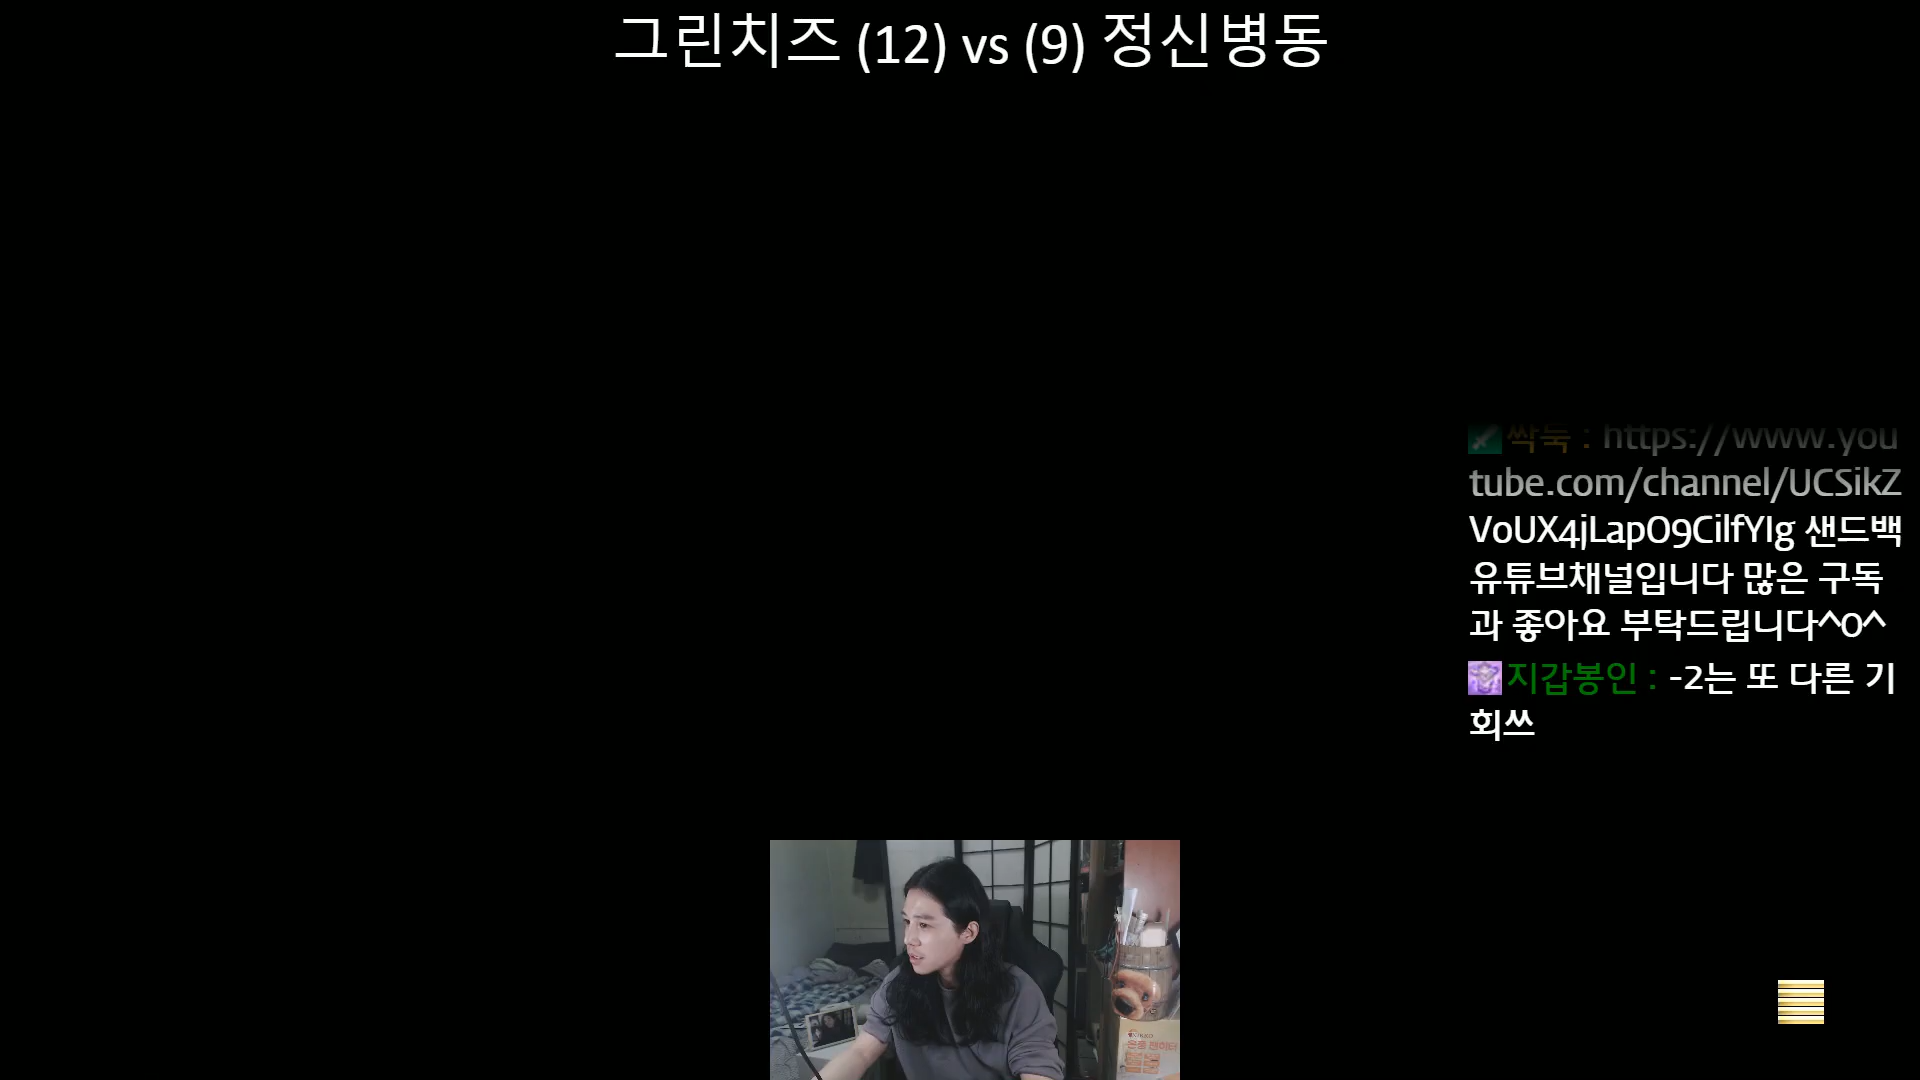 그린치즈 (12) vs (9) 정신병동
싹둑 : https://www.you
tube.com/channel/UCSikZ
VoUX4jLapO9CilfYIg 샌드백
유튜브채널입니다 많은 구독
과 좋아요 부탁드립니다^0^
지갑봉인 : -2는 또 다른 기
회쓰